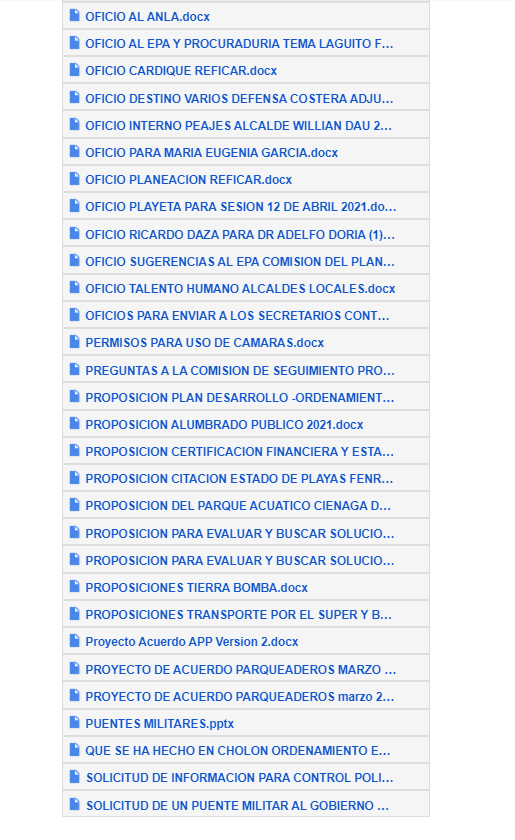 OFICIO AL ANLA.docx
OFICIO AL EPA Y PROCURADURIA TEMA LAGUITO F...
OFICIO CARDIQUE REFICAR.docx
OFICIO DESTINO VARIOS DEFENSA COSTERA ADJU...
OFICIO INTERNO PEAJES ALCALDE WILLIAN DAU 2...
OFICIO PARA MARIA EUGENIA GARCIA.docx
OFICIO PLANEACION REFICAR.docx
OFICIO PLAYETA PARA SESION 12 DE ABRIL 2021.do...
OFICIO RICARDO DAZA PARA DR ADELFO DORIA (1)...
OFICIO SUGERENCIAS AL EPA COMISION DEL PLAN...
OFICIO TALENTO HUMANO ALCALDES LOCALES.docx
OFICIOS PARA ENVIAR A LOS SECRETARIOS CONT...
PERMISOS PARA USO DE CAMARAS.docx
PREGUNTAS A LA COMISION DE SEGUIMIENTO PRO...
PROPOSICION PLAN DESARROLLO -ORDENAMIENT...
PROPOSICION ALUMBRADO PUBLICO 2021.docx
PROPOSICION CERTIFICACION FINANCIERA Y ESTA...
PROPOSICION CITACION ESTADO DE PLAYAS FENR...
PROPOSICION DEL PARQUE ACUATICO CIENAGA D...
PROPOSICION PARA EVALUAR Y BUSCAR SOLUCIO...
PROPOSICION PARA EVALUAR Y BUSCAR SOLUCIO...
PROPOSICIONES TIERRA BOMBA.docx
PROPOSICIONES TRANSPORTE POR EL SUPER Y B...
Proyecto Acuerdo APP Version 2.docx
PROYECTO DE ACUERDO PARQUEADEROS MARZO ...
PROYECTO DE ACUERDO PARQUEADEROS marzo 2...
PUENTES MILITARES.pptx
QUE SE HA HECHO EN CHOLON ORDENAMIENTO E...
SOLICITUD DE INFORMACION PARA CONTROL POLI...
SOLICITUD DE UN PUENTE MILITAR AL GOBIERNO ...